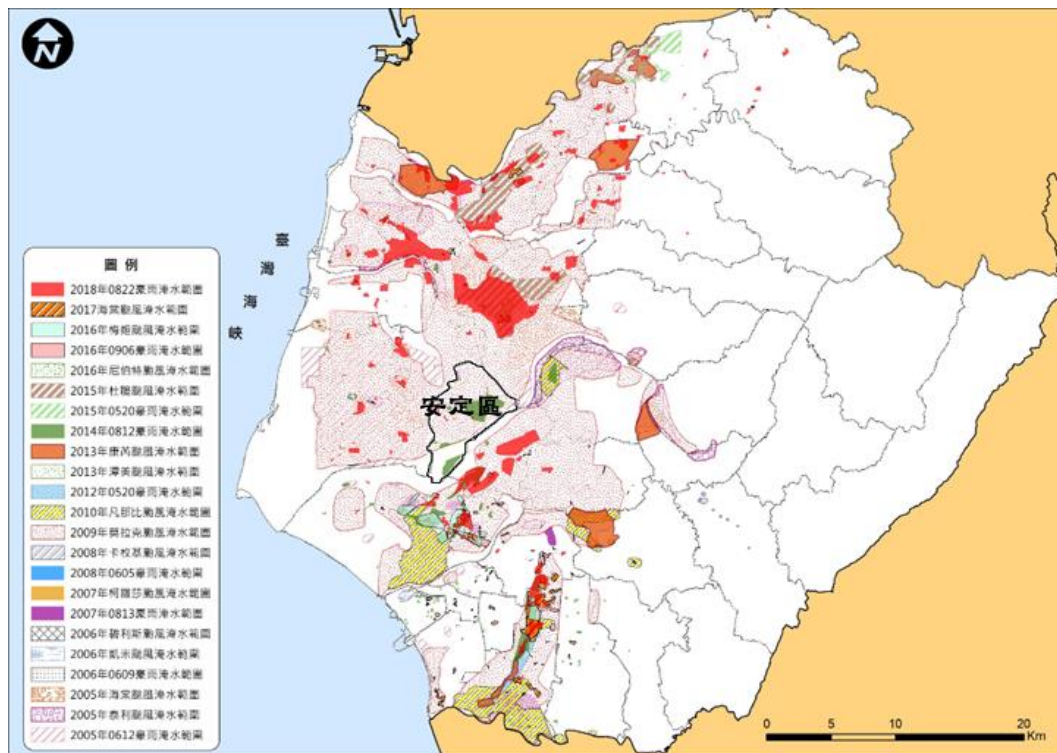 N
臺
灣
海
峽
安定區
圖例
2018年0822豪雨淹水範圍
2017海棠颱風淹水範圍
2016年梅姬颱風淹水範圍
2016年0906豪雨淹水範圍
2016年尼伯特颱風淹水範圍
2015年杜鵑颱風淹水範圍
2015年0520豪雨淹水範圍
2014年0812豪雨淹水範圍
2013年康芮颱風淹水範圍
2013年潭美颱風淹水範圍
2012年0520豪雨淹水範圍
2010年凡那比颱風淹水範圍
2009年莫拉克颱風淹水範圍
2008年卡玫基颱風淹水範圍
2008年0605豪雨淹水範圍
2007年柯羅莎颱風淹水範圍
2007年0813豪雨淹水範圍
2006年碧利斯颱風淹水範圍
2006年凱米颱風淹水範圍
2006年0609豪雨淹水範圍
2005年海棠颱風淹水範圍
2005年泰利颱風淹水範圍
2005年0612豪雨淹水範圍
0 5 10 20
Km